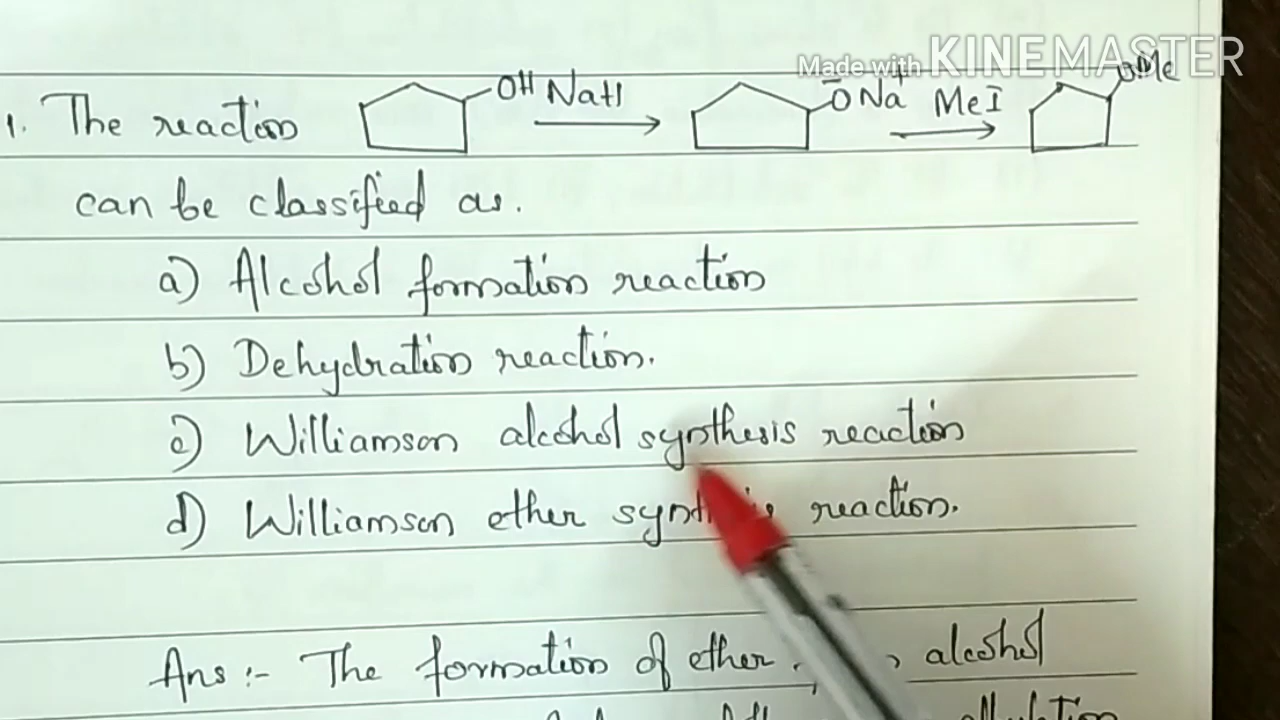 Made with KINEMASTER
1. The reaction OH NaH ŌNa+ MeI OMe
can be classified as.
a) Alcohol formation reaction
b) Dehydration reaction.
c) Williamson alcohol synthesis reaction
d) Williamson ether reaction.
Ans :- The formation of ether alcohol